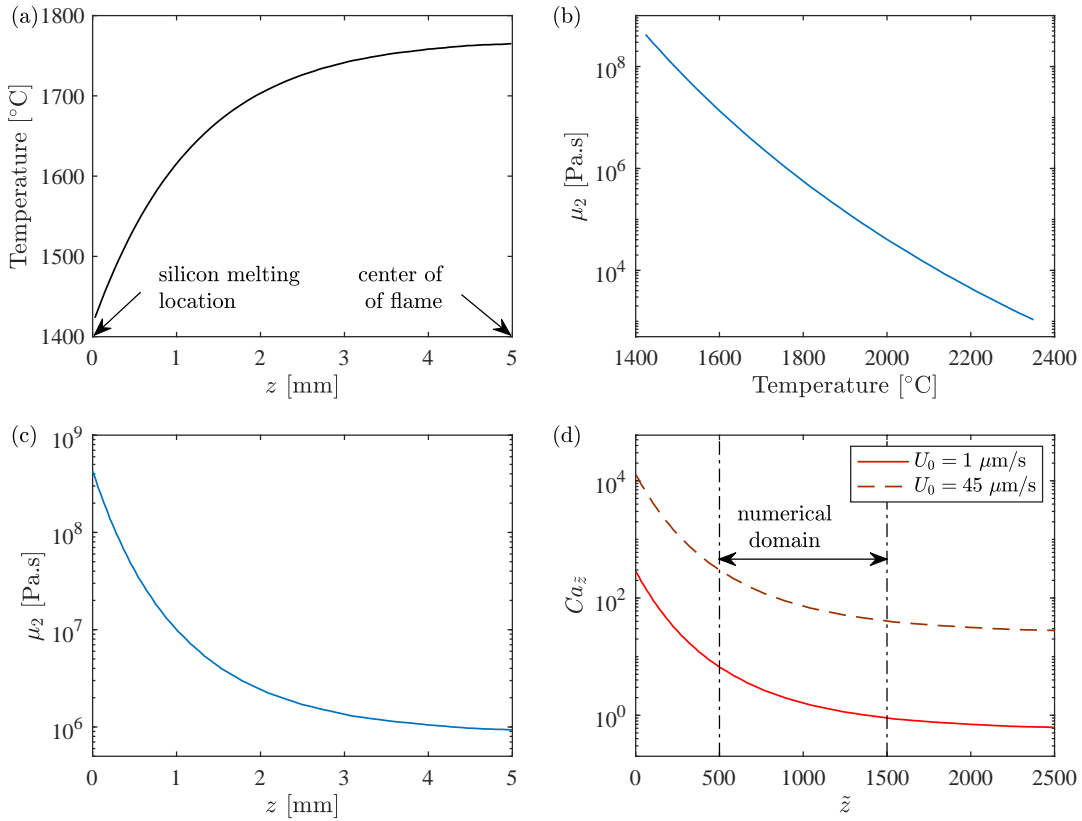 (a)
1800
1700
1600
1500
1400
Temperature [°C]
silicon melting
location
center of
of flame
0 1 2 3 4 5
z [mm]
(b)
10^8
10^6
10^4
μ_2 [Pa.s]
1400 1600 1800 2000 2200 2400
Temperature [°C]
(c)
10^9
10^8
10^7
10^6
μ_2 [Pa.s]
0 1 2 3 4 5
z [mm]
(d)
10^4
10^2
10^0
Ca_z̃
U_0 = 1 μm/s
U_0 = 45 μm/s
numerical
domain
0 500 1000 1500 2000 2500
z̃